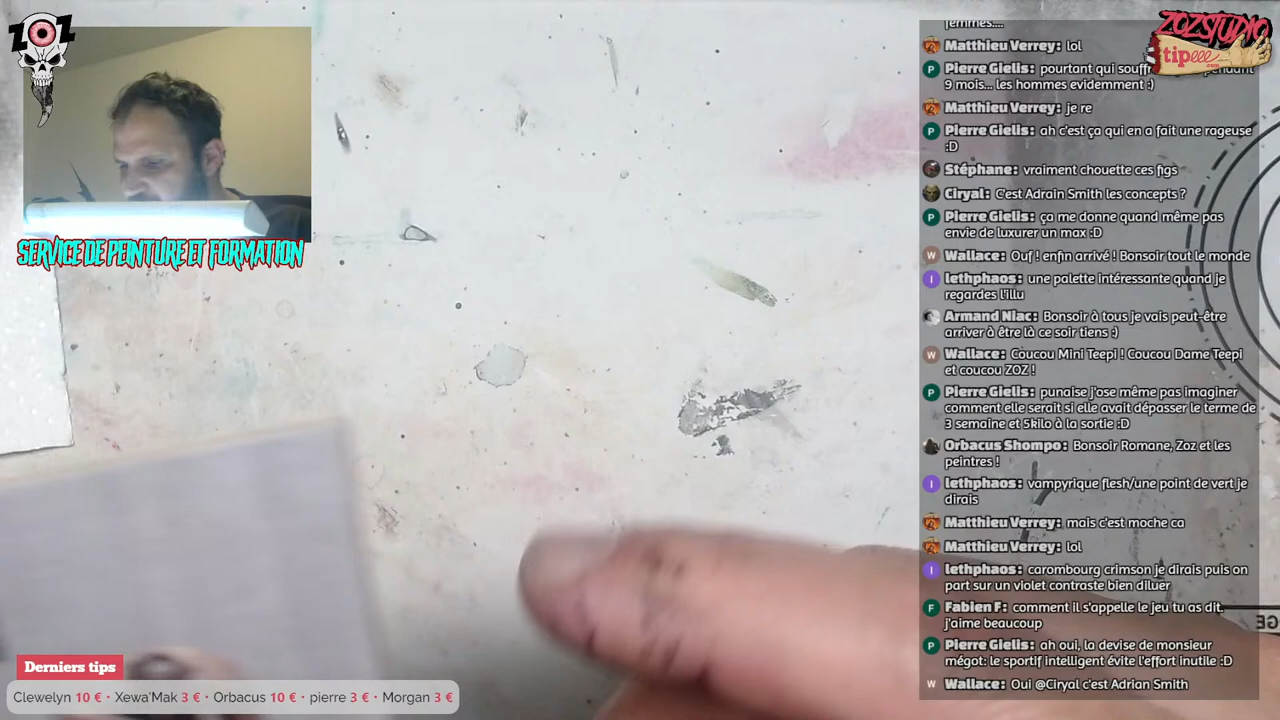 ZOZ
SERVICE DE PEINTURE ET FORMATION
ZOZSTUDIO
tipeee.com
femmes....
Matthieu Verrey: lol
Pierre Gielis: pourtant qui
9 mois... les hommes evidemment :)
Matthieu Verrey: je re
Pierre Gielis: ah c'est ça qui en a fait une rageuse
:D
Stéphane: vraiment chouette ces figs
Ciryal: C'est Adrain Smith les concepts ?
Pierre Gielis: ça me donne quand même pas
envie de luxurer un max :D
W Wallace: Ouf ! enfin arrivé ! Bonsoir tout le monde
I lethphaos: une palette intéressante quand je
regardes l'illu
Armand Niac: Bonsoir à tous je vais peut-être
arriver à être là ce soir tiens :)
W Wallace: Coucou Mini Teepi ! Coucou Dame Teepi
et coucou ZOZ !
P Pierre Gielis: punaise j'ose même pas imaginer
comment elle serait si elle avait dépasser le terme de
3 semaine et 5kilo à la sortie :D
Orbacus Shompo: Bonsoir Romane, Zoz et les
peintres !
I lethphaos: vampyrique flesh/une point de vert je
dirais
Matthieu Verrey: mais c'est moche ca
Matthieu Verrey: lol
I lethphaos: carombourg crimson je dirais puis on
part sur un violet contraste bien diluer
F Fabien F: comment il s'appelle le jeu tu as dit.
j'aime beaucoup
P Pierre Gielis: ah oui, la devise de monsieur
mégot: le sportif intelligent évite l'effort inutile :D
W Wallace: Oui @Ciryal c'est Adrian Smith
Derniers tips
Clewelyn 10 € • Xewa'Mak 3 € • Orbacus 10 € • pierre 3 € • Morgan 3 €